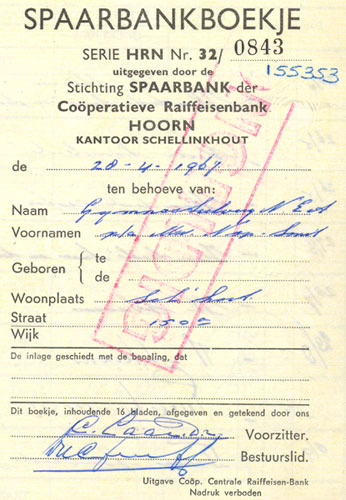 SPAARBANKBOEKJE
SERIE HRN Nr. 32/ 0843
155353
uitgegeven door de
Stichting SPAARBANK der
Coöperatieve Raiffeisenbank
HOORN
KANTOOR SCHELLINKHOUT
de 28-4-1969
ten behoeve van:
Naam
Voornamen p/a
Geboren { te
de
Woonplaats
Straat
Wijk
De inlage geschiedt met de bepaling, dat
Dit boekje, inhoudende 16 bladen, afgegeven en getekend door ons
Voorzitter.
Bestuurslid.
Uitgave Coöp. Centrale Raiffeisen-Bank
Nadruk verboden